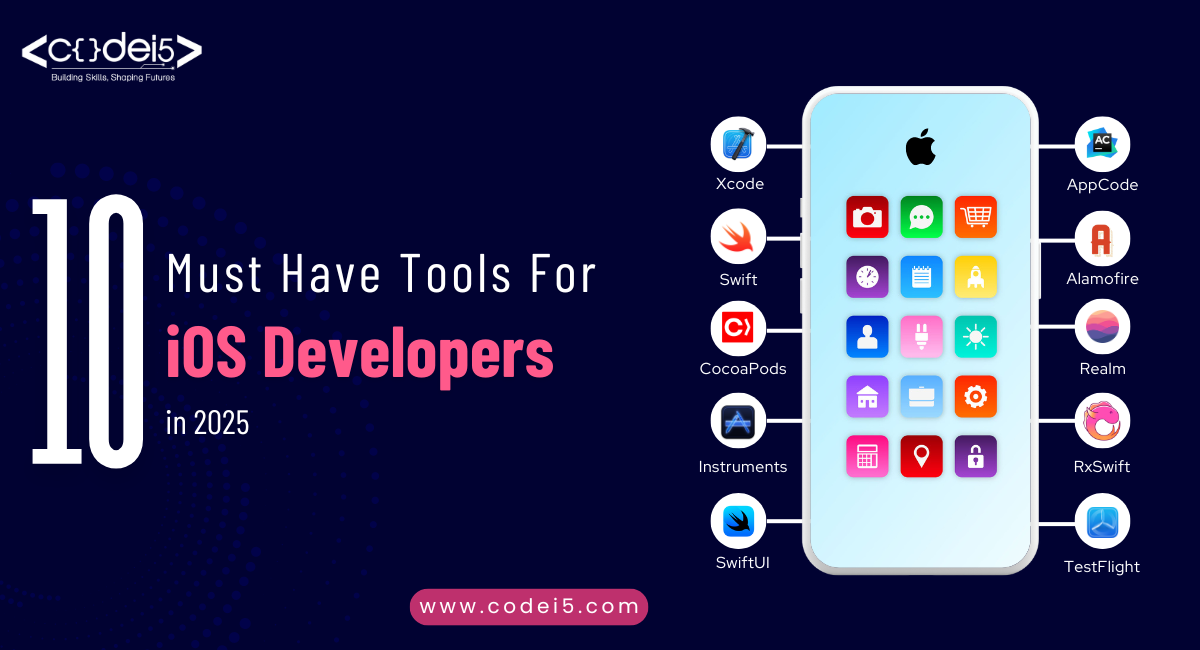 <c{}dei5>
Building Skills, Shaping Futures
10
Must Have Tools For
iOS Developers
in 2025
Xcode
Swift
CocoaPods
Instruments
SwiftUI
AC
AppCode
A
Alamofire
Realm
RxSwift
TestFlight
www.codei5.com